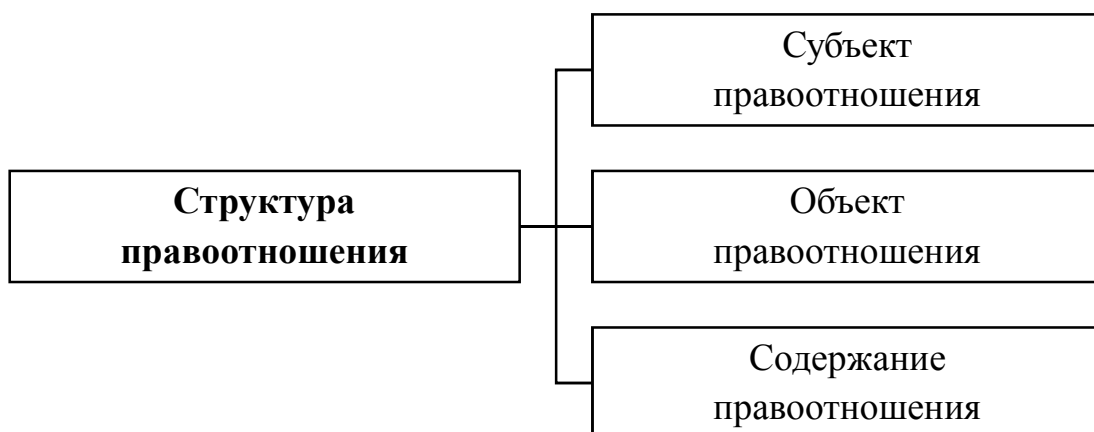 Субъект
правоотношения
Структура
правоотношения
Объект
правоотношения
Содержание
правоотношения